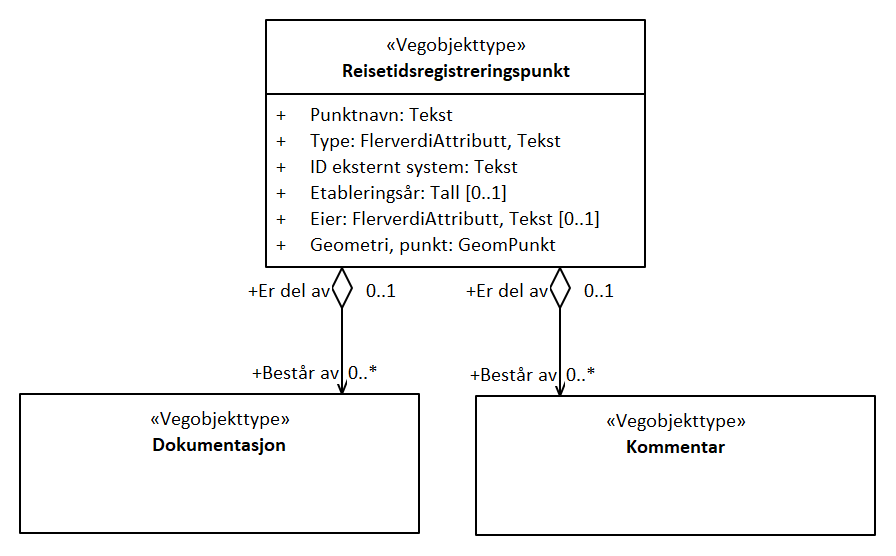 «Vegobjekttype»
Reisetidsregistreringspunkt
+ Punktnavn: Tekst
+ Type: FlerverdiAttributt, Tekst
+ ID eksternt system: Tekst
+ Etableringsår: Tall [0..1]
+ Eier: FlerverdiAttributt, Tekst [0..1]
+ Geometri, punkt: GeomPunkt
+Er del av 0..1
+Er del av 0..1
+Består av 0..*
+Består av 0..*
«Vegobjekttype»
Dokumentasjon
«Vegobjekttype»
Kommentar